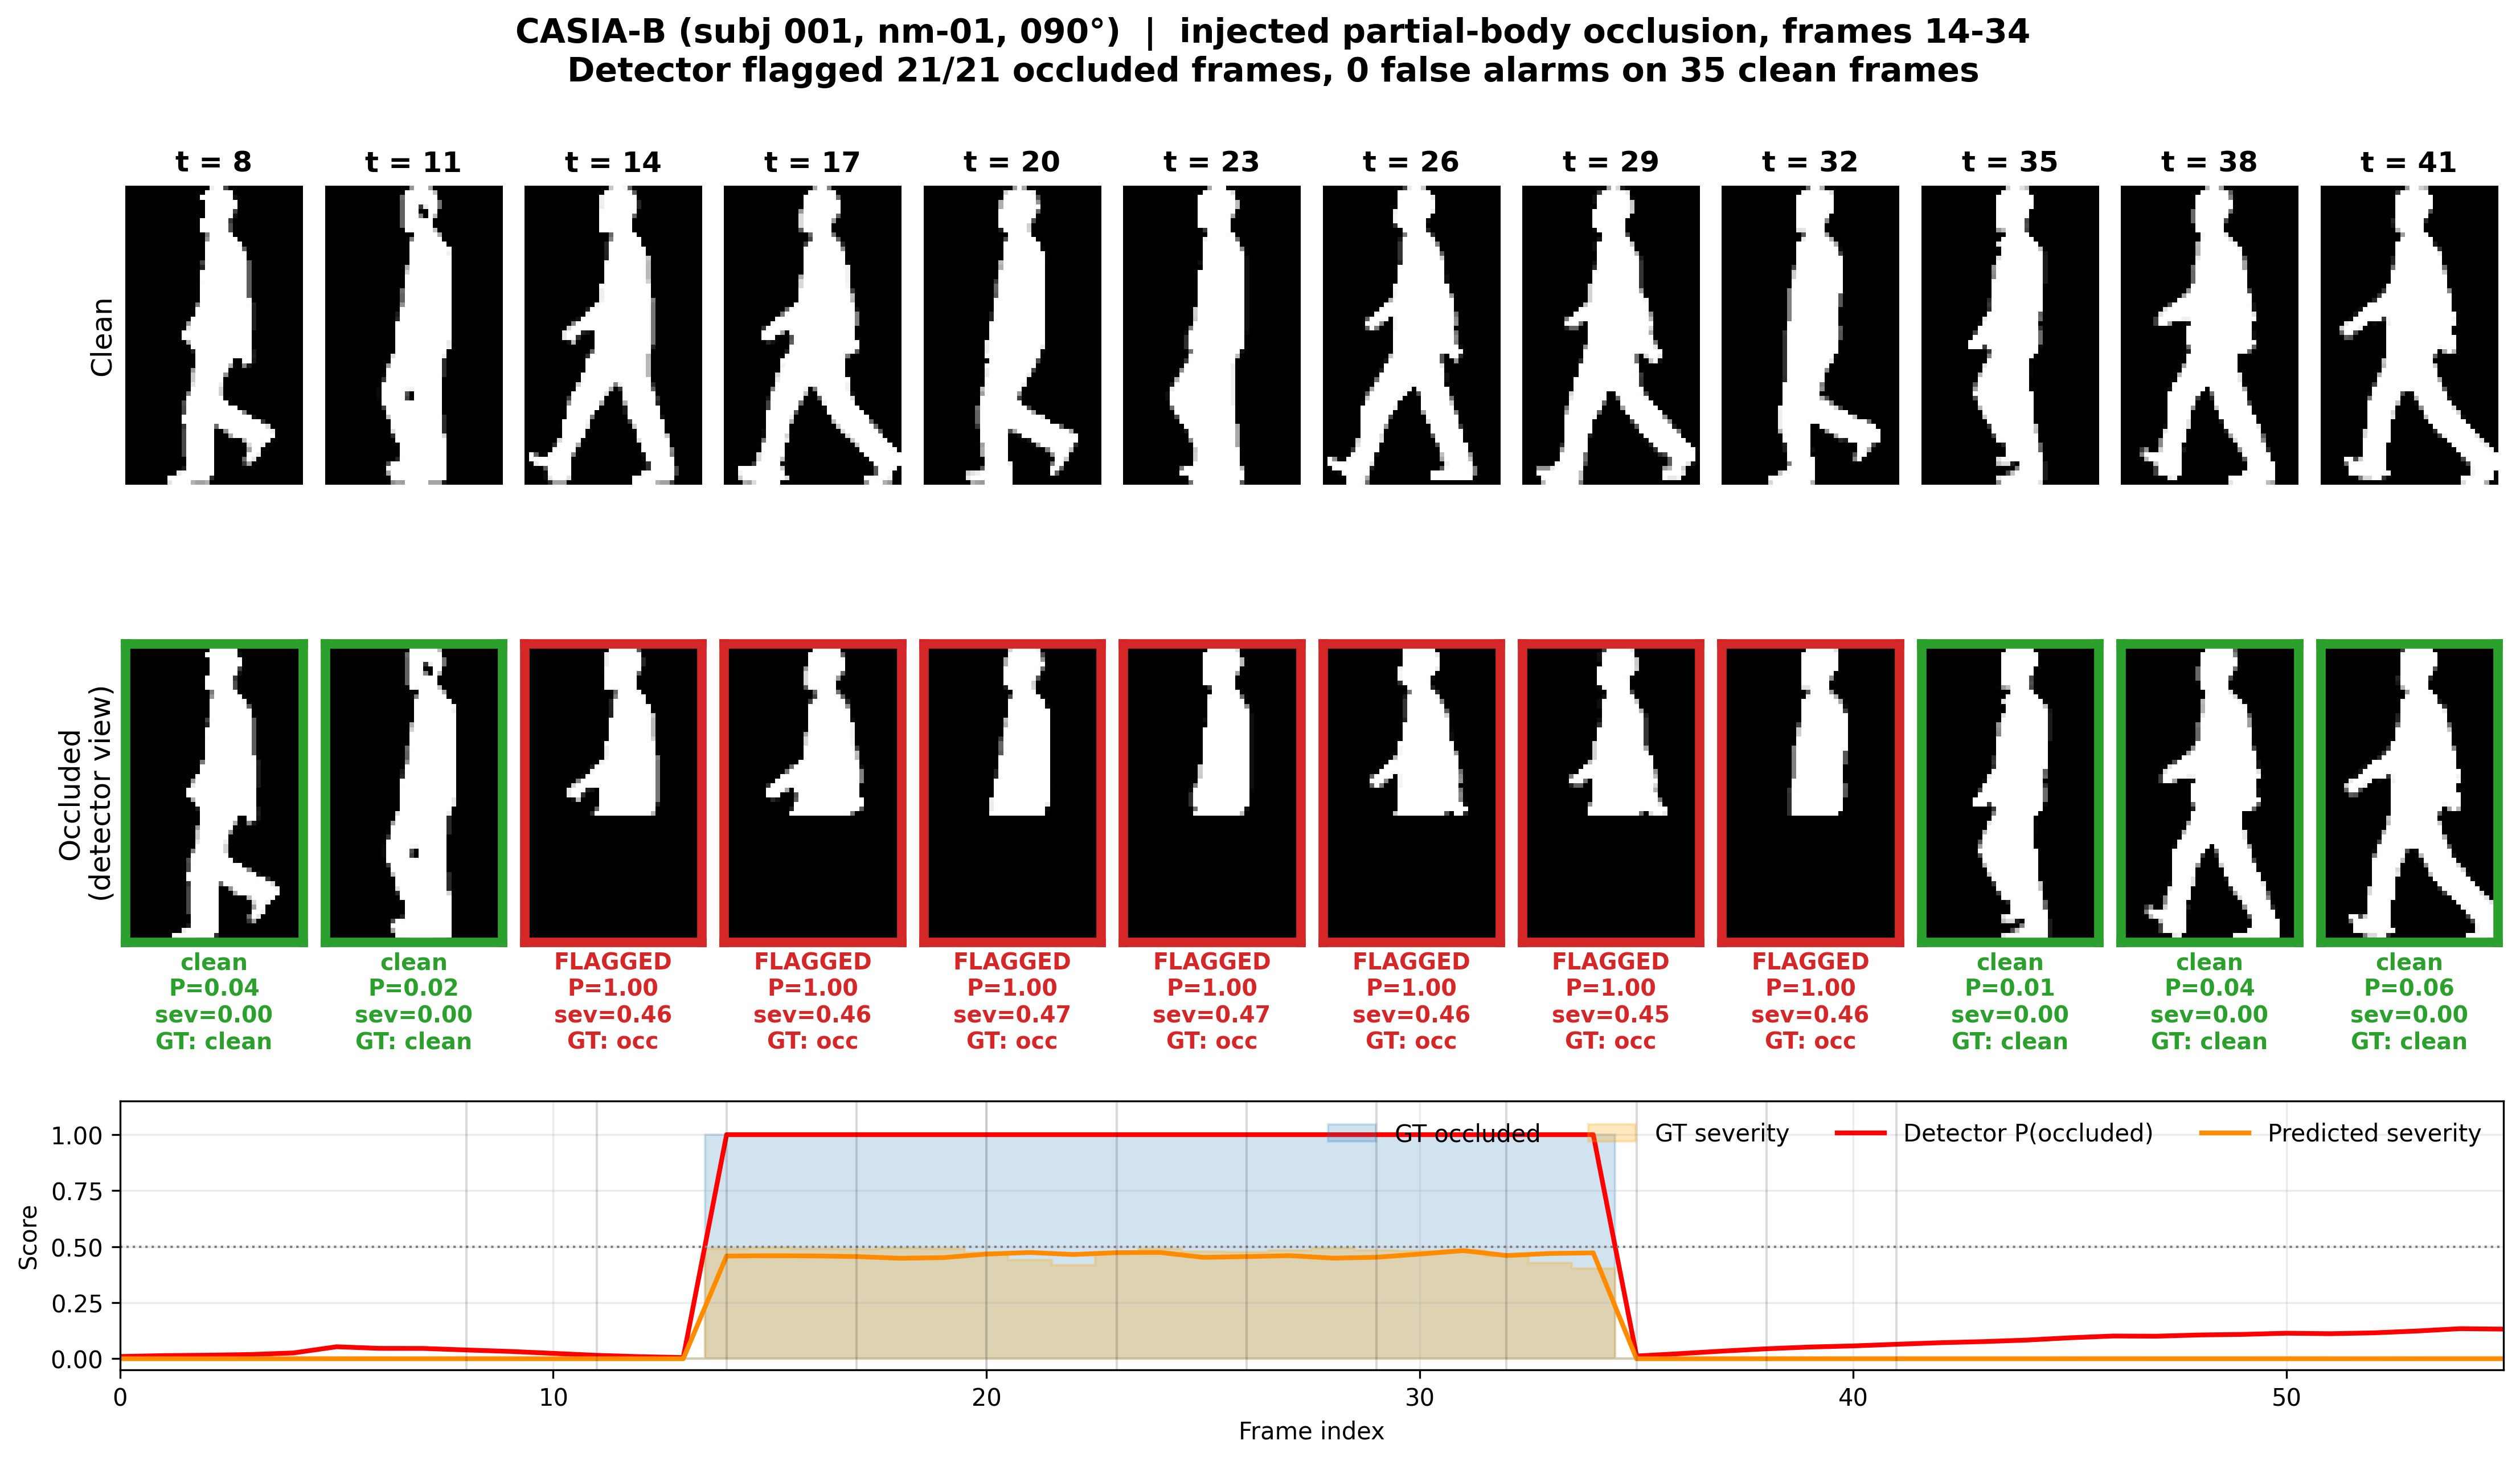 CASIA-B (subj 001, nm-01, 090°)  |  injected partial-body occlusion, frames 14-34
Detector flagged 21/21 occluded frames, 0 false alarms on 35 clean frames
t = 8 t = 11 t = 14 t = 17 t = 20 t = 23 t = 26 t = 29 t = 32 t = 35 t = 38 t = 41
Clean
Occluded
(detector view)
clean clean FLAGGED FLAGGED FLAGGED FLAGGED FLAGGED FLAGGED FLAGGED clean clean clean
P=0.04 P=0.02 P=1.00 P=1.00 P=1.00 P=1.00 P=1.00 P=1.00 P=1.00 P=0.01 P=0.04 P=0.06
sev=0.00 sev=0.00 sev=0.46 sev=0.46 sev=0.47 sev=0.47 sev=0.46 sev=0.45 sev=0.46 sev=0.00 sev=0.00 sev=0.00
GT: clean GT: clean GT: occ GT: occ GT: occ GT: occ GT: occ GT: occ GT: occ GT: clean GT: clean GT: clean
GT occluded GT severity Detector P(occluded) Predicted severity
1.00
0.75
0.50
0.25
0.00
Score
0 10 20 30 40 50
Frame index